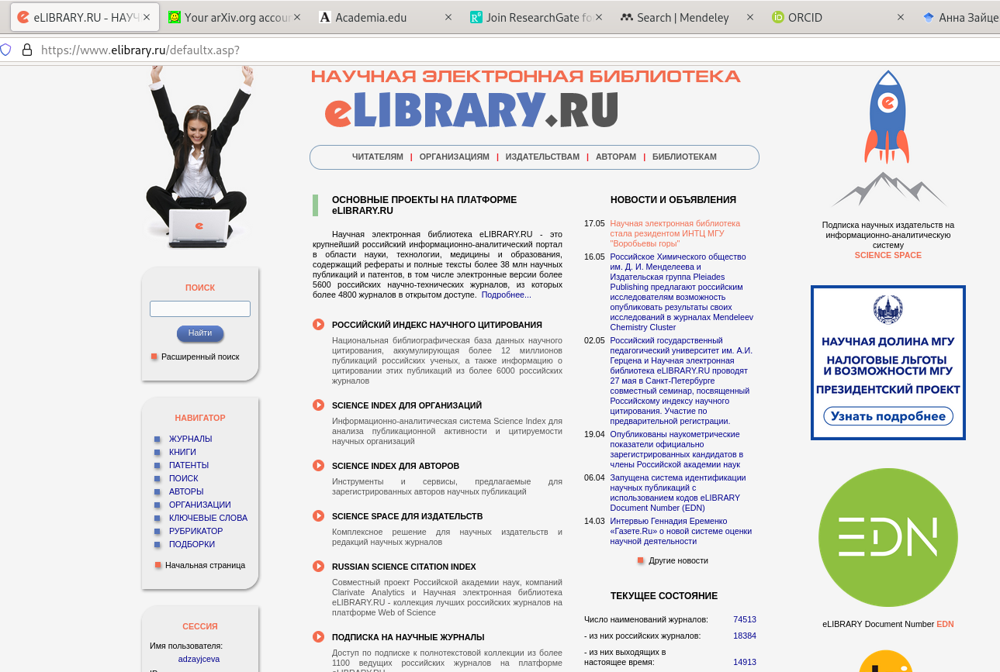 eLIBRARY.RU - НАУЧ
Your arXiv.org accoun
Academia.edu
Join ResearchGate fo
Search | Mendeley
ORCID
Анна Зайце
https://www.elibrary.ru/defaultx.asp?
НАУЧНАЯ ЭЛЕКТРОННАЯ БИБЛИОТЕКА
eLIBRARY.RU
ЧИТАТЕЛЯМ | ОРГАНИЗАЦИЯМ | ИЗДАТЕЛЬСТВАМ | АВТОРАМ | БИБЛИОТЕКАМ
ПОИСК
Найти
Расширенный поиск
НАВИГАТОР
ЖУРНАЛЫ
КНИГИ
ПАТЕНТЫ
ПОИСК
АВТОРЫ
ОРГАНИЗАЦИИ
КЛЮЧЕВЫЕ СЛОВА
РУБРИКАТОР
ПОДБОРКИ
Начальная страница
СЕССИЯ
Имя пользователя:
adzayjceva
ОСНОВНЫЕ ПРОЕКТЫ НА ПЛАТФОРМЕ
eLIBRARY.RU
Научная электронная библиотека eLIBRARY.RU - это
крупнейший российский информационно-аналитический портал
в области науки, технологии, медицины и образования,
содержащий рефераты и полные тексты более 38 млн научных
публикаций и патентов, в том числе электронные версии более
5600 российских научно-технических журналов, из которых
более 4800 журналов в открытом доступе. Подробнее...
РОССИЙСКИЙ ИНДЕКС НАУЧНОГО ЦИТИРОВАНИЯ
Национальная библиографическая база данных научного
цитирования, аккумулирующая более 12 миллионов
публикаций российских ученых, а также информацию о
цитировании этих публикаций из более 6000 российских
журналов
SCIENCE INDEX ДЛЯ ОРГАНИЗАЦИЙ
Информационно-аналитическая система Science Index для
анализа публикационной активности и цитируемости
научных организаций
SCIENCE INDEX ДЛЯ АВТОРОВ
Инструменты и сервисы, предлагаемые для
зарегистрированных авторов научных публикаций
SCIENCE SPACE ДЛЯ ИЗДАТЕЛЬСТВ
Комплексное решение для научных издательств и
редакций научных журналов
RUSSIAN SCIENCE CITATION INDEX
Совместный проект Российской академии наук, компаний
Clarivate Analytics и Научная электронная библиотека
eLIBRARY.RU - коллекция лучших российских журналов на
платформе Web of Science
ПОДПИСКА НА НАУЧНЫЕ ЖУРНАЛЫ
Доступ по подписке к полнотекстовой коллекции из более
1100 ведущих российских журналов на платформе
eLIBRARY.RU
НОВОСТИ И ОБЪЯВЛЕНИЯ
17.05 Научная электронная библиотека
стала резидентом ИНТЦ МГУ
"Воробьевы горы"
16.05 Российское Химического общество
им. Д. И. Менделеева и
Издательская группа Pleiades
Publishing предлагают российским
исследователям возможность
опубликовать результаты своих
исследований в журналах Mendeleev
Chemistry Cluster
02.05 Российский государственный
педагогический университет им. А.И.
Герцена и Научная электронная
библиотека eLIBRARY.RU проводят
27 мая в Санкт-Петербурге
совместный семинар, посвященный
Российскому индексу научного
цитирования. Участие по
предварительной регистрации.
19.04 Опубликованы наукометрические
показатели официально
зарегистрированных кандидатов в
члены Российской академии наук
06.04 Запущена система идентификации
научных публикаций с
использованием кодов eLIBRARY
Document Number (EDN)
14.03 Интервью Геннадия Еременко
«Газете.Ru» о новой системе оценки
научной деятельности
Другие новости
ТЕКУЩЕЕ СОСТОЯНИЕ
Число наименований журналов: 74513
- из них российских журналов: 18384
- из них выходящих в
настоящее время: 14913
Подписка научных издательств на
информационно-аналитическую
систему
SCIENCE SPACE
НАУЧНАЯ ДОЛИНА МГУ
НАЛОГОВЫЕ ЛЬГОТЫ
И ВОЗМОЖНОСТИ МГУ
ПРЕЗИДЕНТСКИЙ ПРОЕКТ
Узнать подробнее
EDN
eLIBRARY Document Number EDN